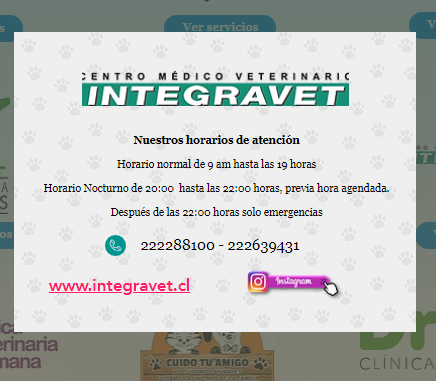 Ver servicios
CENTRO MÉDICO VETERINARIO
INTEGRAVET
Nuestros horarios de atención
Horario normal de 9 am hasta las 19 horas
Horario Nocturno de 20:00 hasta las 22:00 horas, previa hora agendada.
Después de las 22:00 horas solo emergencias
222288100 - 222639431
www.integravet.cl
Instagram
CUIDO TU AMIGO
CLÍNICA